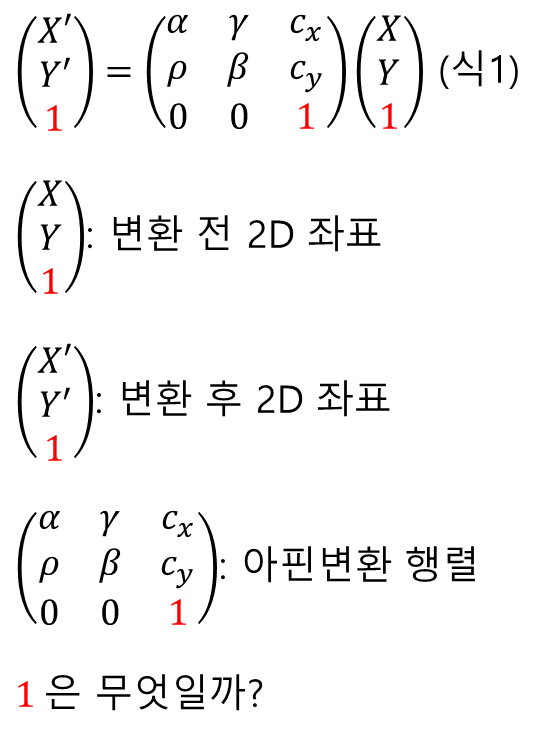 (X′ Y′ 1) = (α γ cₓ ρ β c_y 0 0 1) (X Y 1) (식1)
(X Y 1): 변환 전 2D 좌표
(X′ Y′ 1): 변환 후 2D 좌표
(α γ cₓ ρ β c_y 0 0 1): 아핀변환 행렬
1 은 무엇일까?